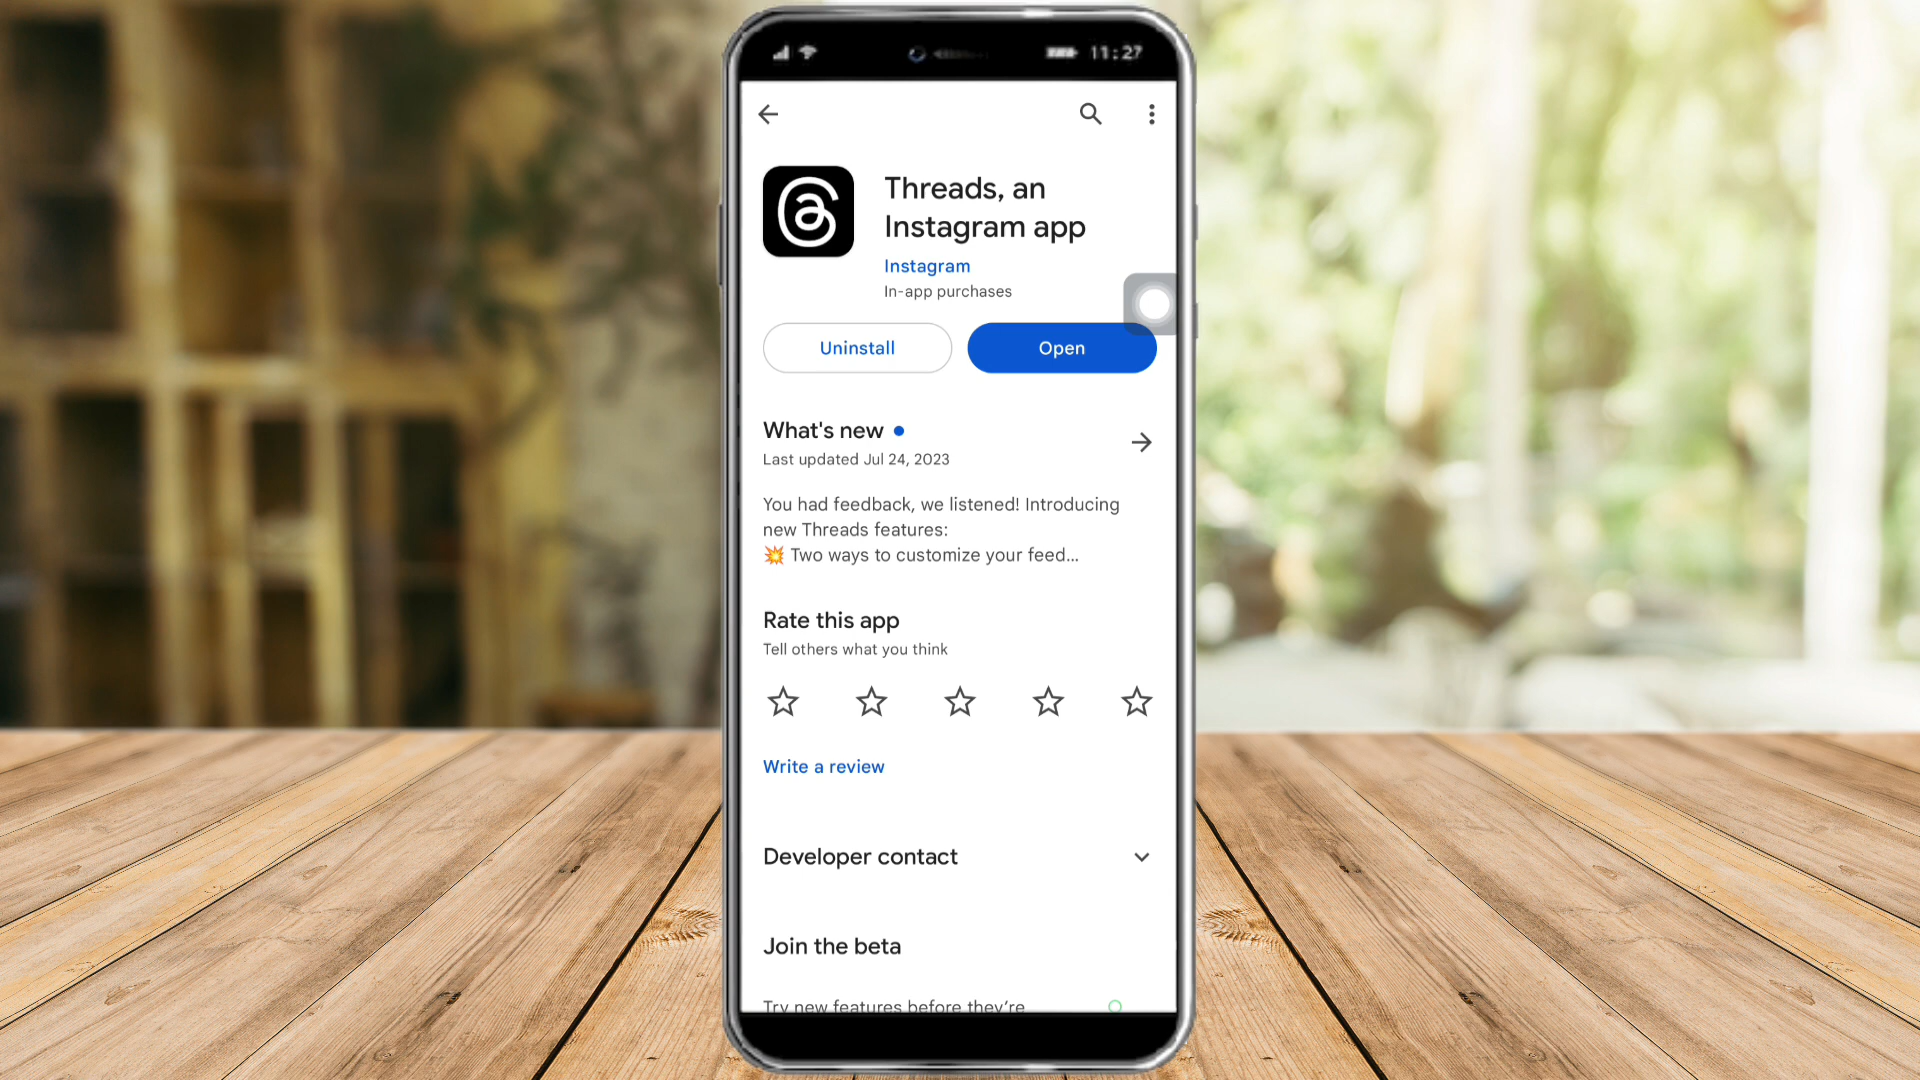 11:27
Threads, an
Instagram app
Instagram
In-app purchases
Uninstall
Open
What's new
Last updated Jul 24, 2023
You had feedback, we listened! Introducing
new Threads features:
💥 Two ways to customize your feed...
Rate this app
Tell others what you think
Write a review
Developer contact
Join the beta
Try new features before they're